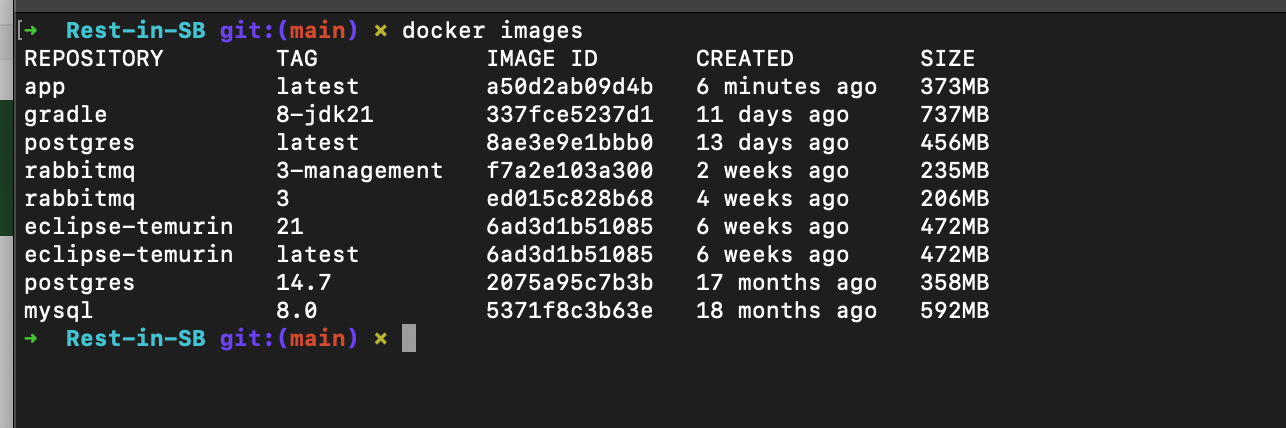 [➜  Rest-in-SB git:(main) × docker images
REPOSITORY        TAG            IMAGE ID       CREATED         SIZE
app               latest         a50d2ab09d4b   6 minutes ago   373MB
gradle            8-jdk21        337fce5237d1   11 days ago     737MB
postgres          latest         8ae3e9e1bbb0   13 days ago     456MB
rabbitmq          3-management   f7a2e103a300   2 weeks ago     235MB
rabbitmq          3              ed015c828b68   4 weeks ago     206MB
eclipse-temurin   21             6ad3d1b51085   6 weeks ago     472MB
eclipse-temurin   latest         6ad3d1b51085   6 weeks ago     472MB
postgres          14.7           2075a95c7b3b   17 months ago   358MB
mysql             8.0            5371f8c3b63e   18 months ago   592MB
➜  Rest-in-SB git:(main) ×